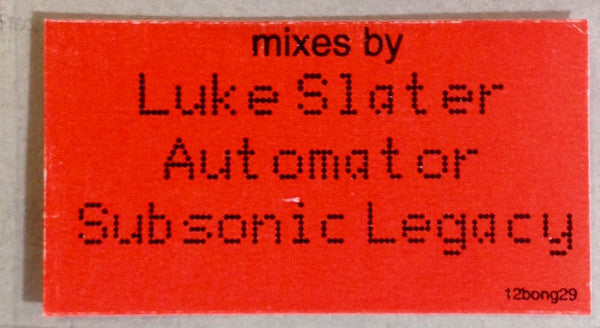 mixes by
Luke Slater
Automator
Subsonic Legacy
12bong29